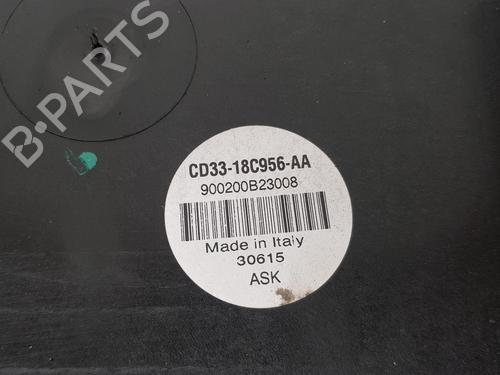 B-PARTS
CD33-18C956-AA
900200B23008
Made in Italy
30615
ASK